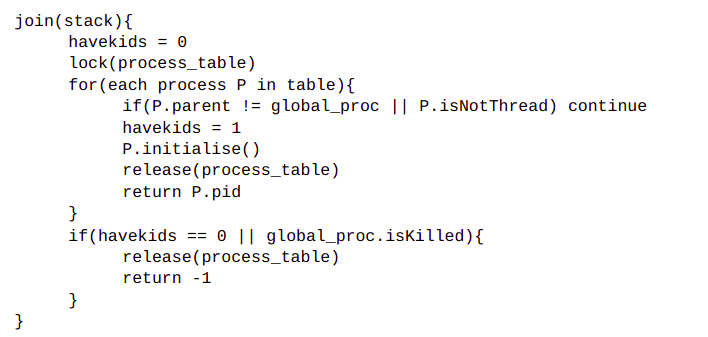 join(stack){
havekids = 0
lock(process_table)
for(each process P in table){
if(P.parent != global_proc || P.isNotThread) continue
havekids = 1
P.initialise()
release(process_table)
return P.pid
}
if(havekids == 0 || global_proc.isKilled){
release(process_table)
return -1
}
}